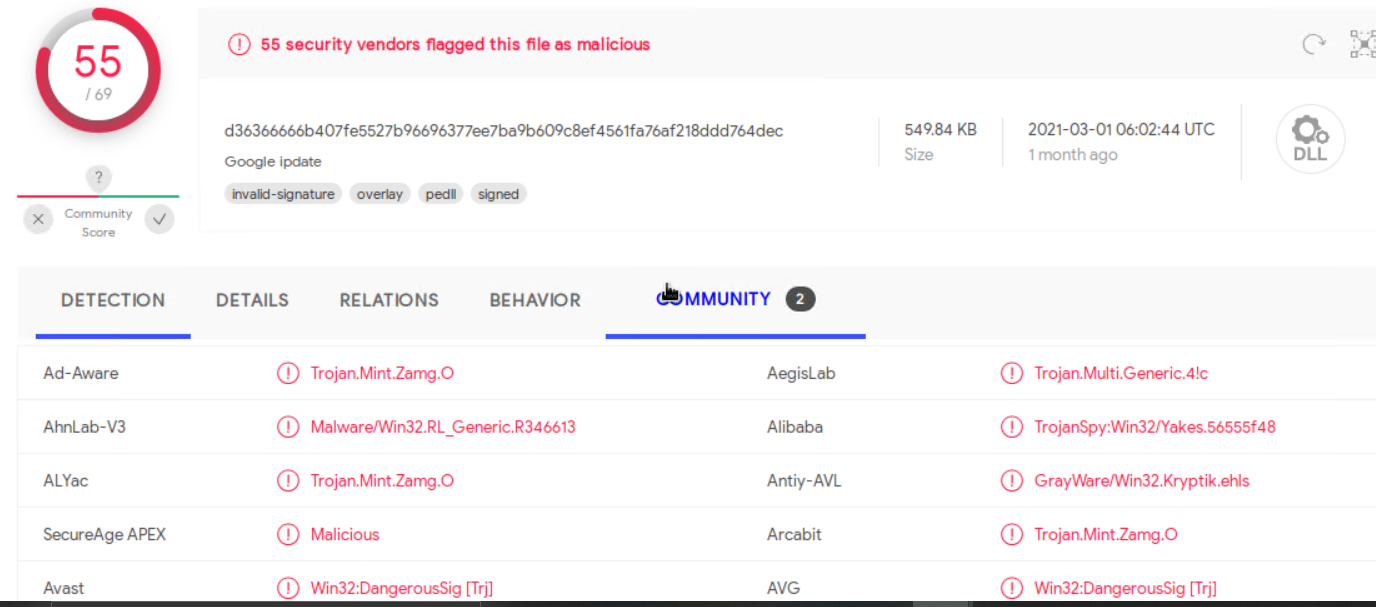 55
/ 69
?
Community
Score
55 security vendors flagged this file as malicious
d36366666b407fe5527b96696377ee7ba9b609c8ef4561fa76af218ddd764dec
Google ipdate
invalid-signature overlay pedll signed
549.84 KB
Size
2021-03-01 06:02:44 UTC
1 month ago
DLL
DETECTION DETAILS RELATIONS BEHAVIOR COMMUNITY 2
Ad-Aware Trojan.Mint.Zamg.O AegisLab Trojan.Multi.Generic.4!c
AhnLab-V3 Malware/Win32.RL_Generic.R346613 Alibaba TrojanSpy:Win32/Yakes.56555f48
ALYac Trojan.Mint.Zamg.O Antiy-AVL GrayWare/Win32.Kryptik.ehls
SecureAge APEX Malicious Arcabit Trojan.Mint.Zamg.O
Avast Win32:DangerousSig [Trj] AVG Win32:DangerousSig [Trj]